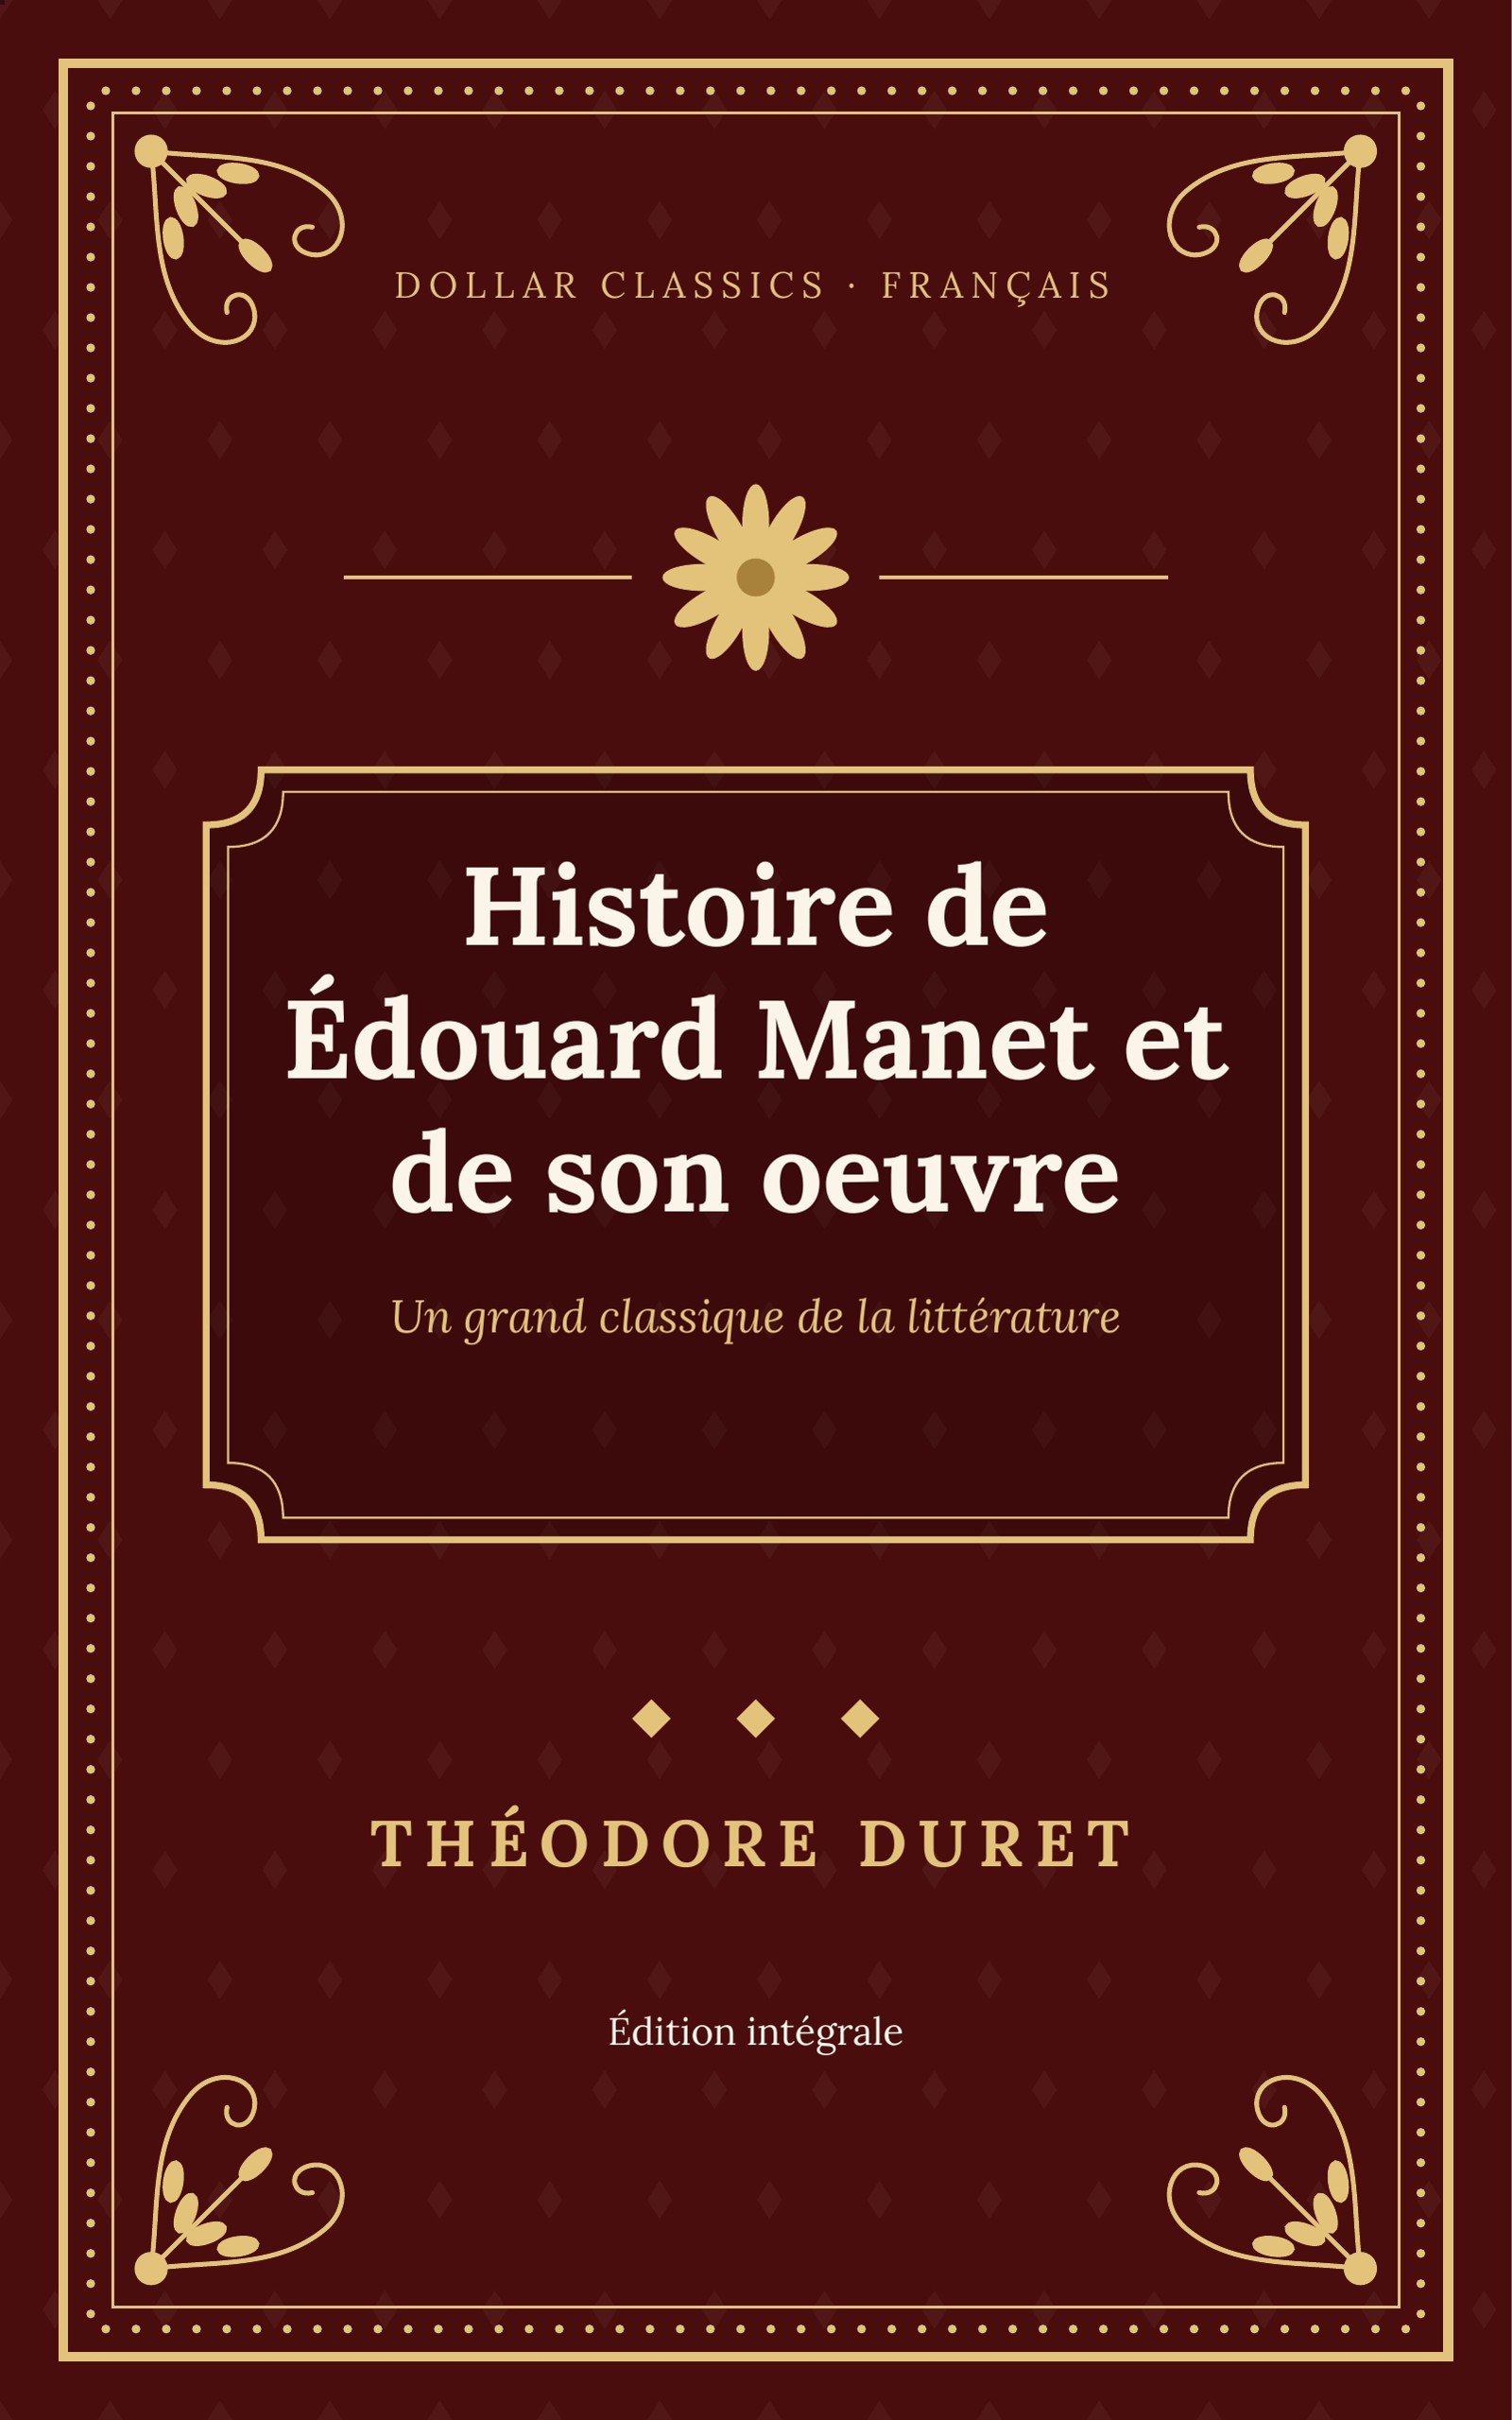 DOLLAR CLASSICS · FRANÇAIS
Histoire de
Édouard Manet et
de son oeuvre
Un grand classique de la littérature
THÉODORE DURET
Édition intégrale